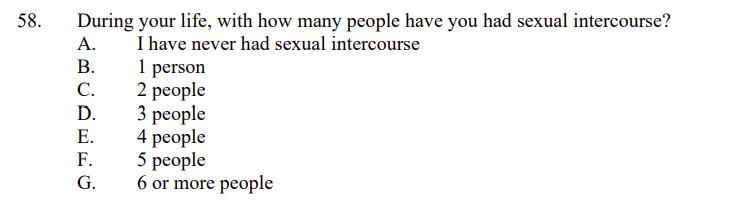 58. During your life, with how many people have you had sexual intercourse?
A. I have never had sexual intercourse
B. 1 person
C. 2 people
D. 3 people
E. 4 people
F. 5 people
G. 6 or more people